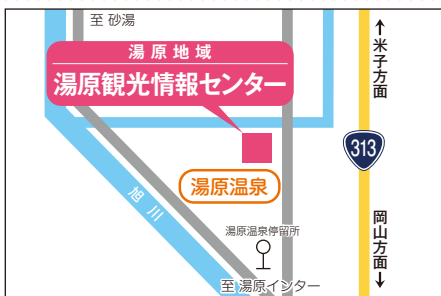 至 砂湯
湯原地域
湯原観光情報センター
↑米子方面
313
湯原温泉
旭川
湯原温泉停留所
岡山方面↓
至 湯原インター